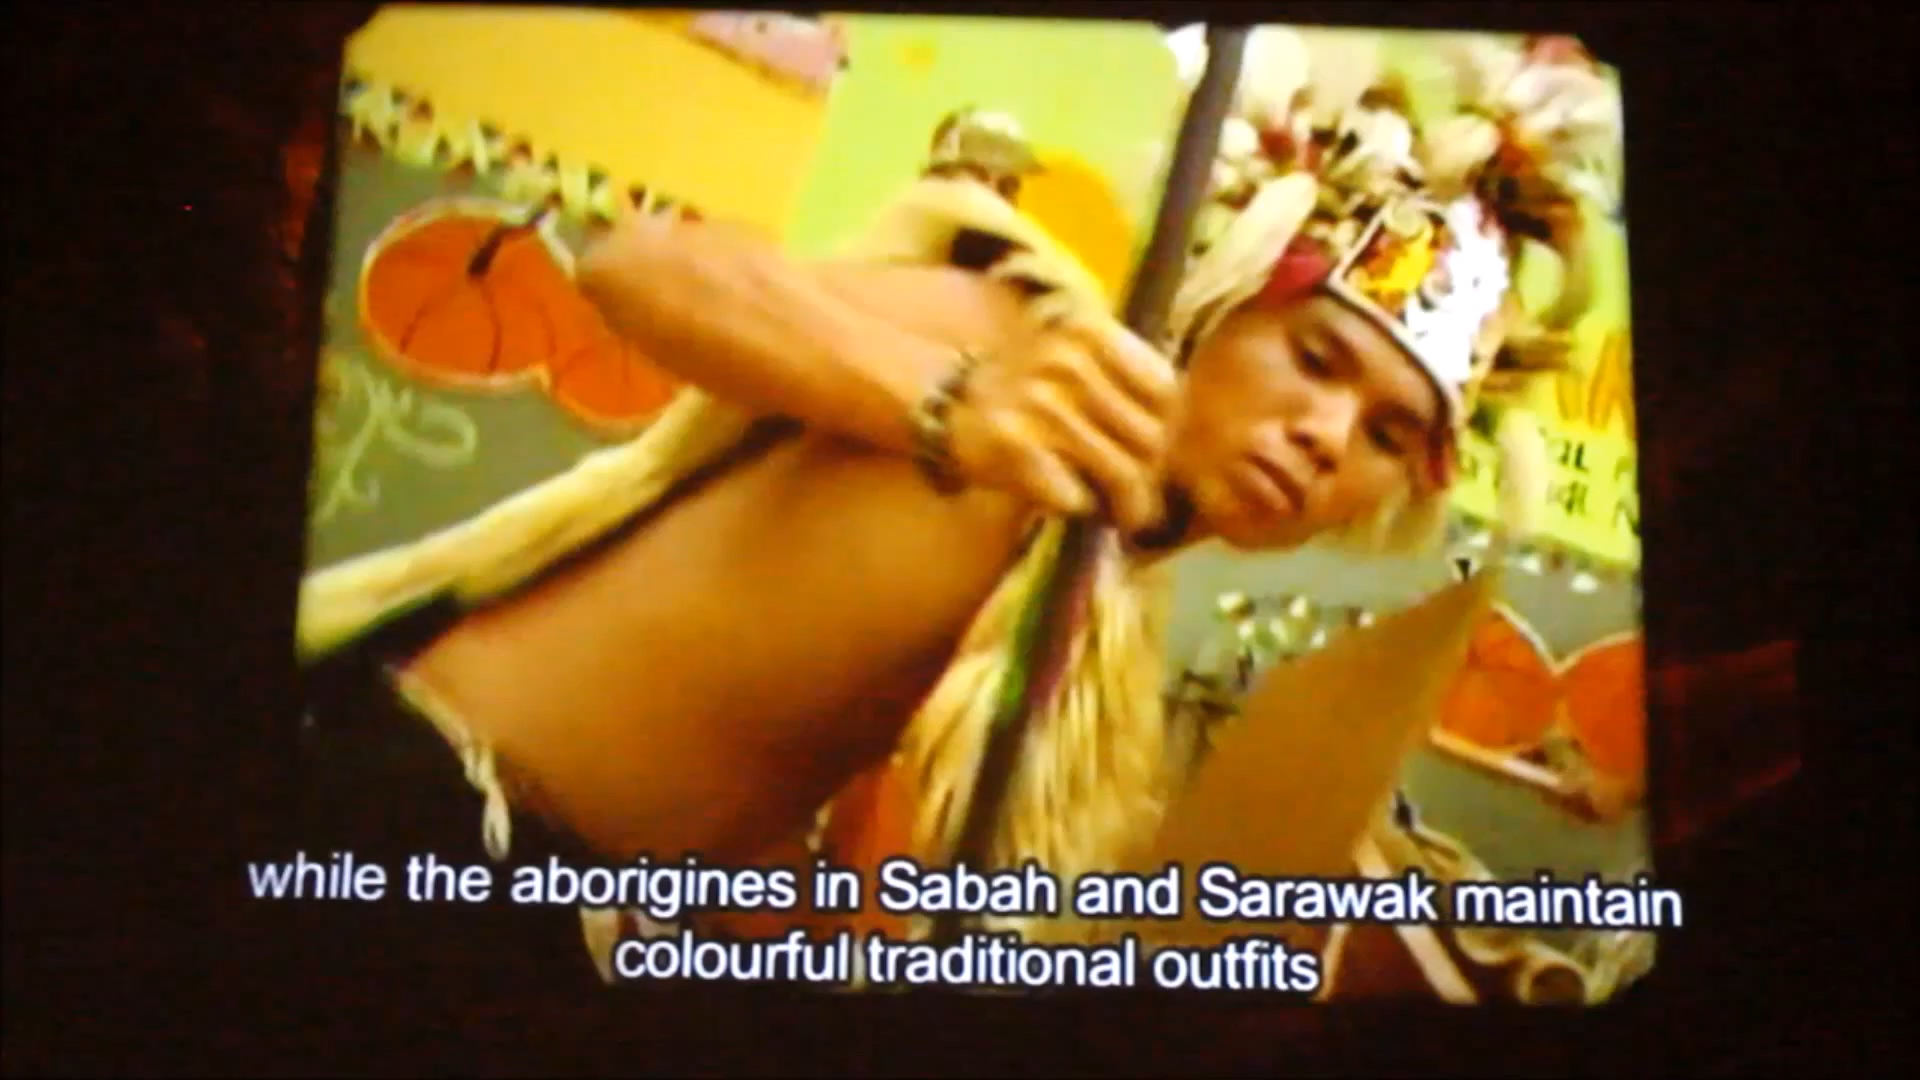 while the aborigines in Sabah and Sarawak maintain
colourful traditional outfits